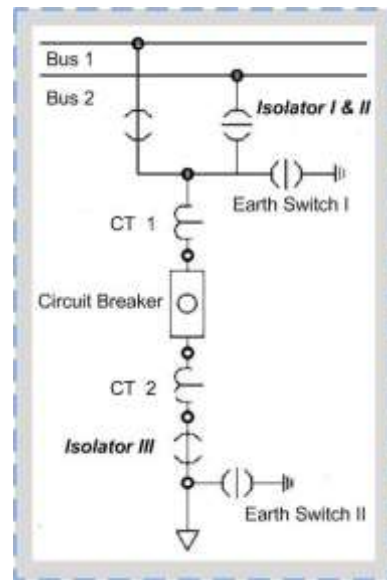 Bus 1
Bus 2
Isolator I & II
Earth Switch I
CT 1
Circuit Breaker
CT 2
Isolator III
Earth Switch II